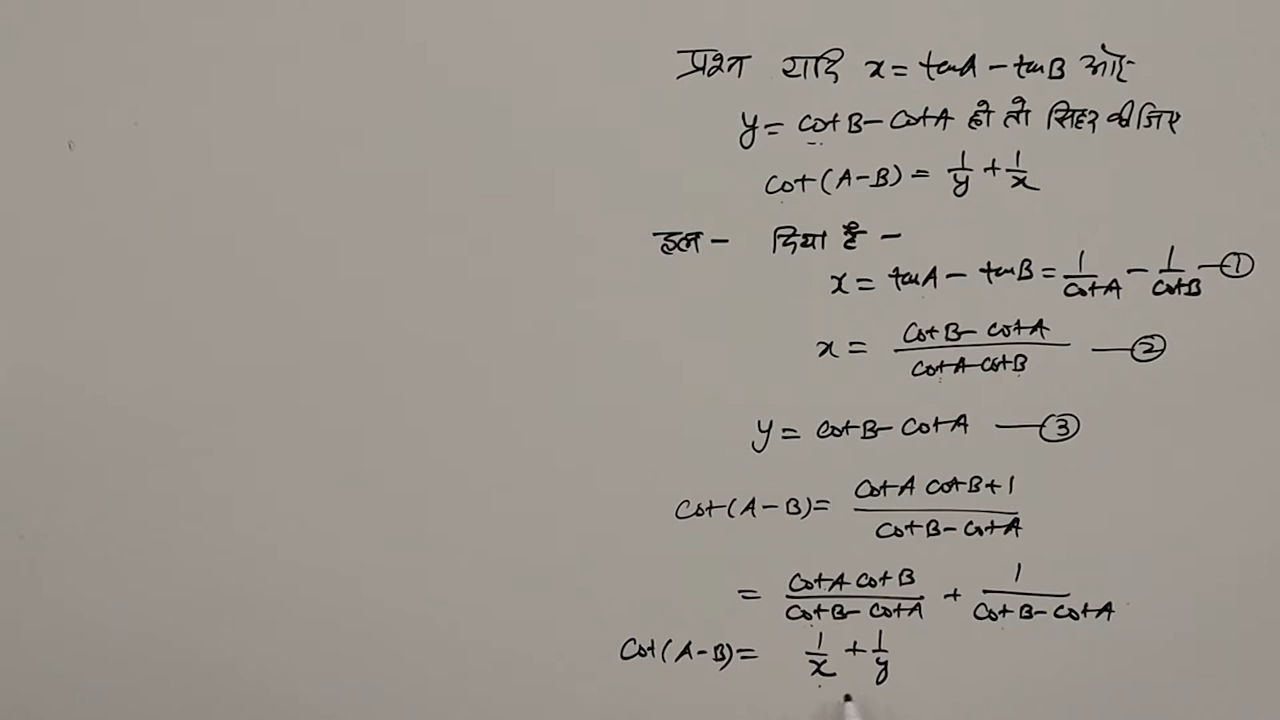 प्रश्न यदि x = tanA - tanB और
y = cotB - cotA हो तो सिद्ध कीजिए
cot(A-B) = 1/y + 1/x
हल - दिया है -
x = tanA - tanB = 1/cotA - 1/cotB —①
x = (cotB - cotA)/(cotA cotB) —②
y = cotB - cotA —③
cot(A-B) = (cotA cotB + 1)/(cotB - cotA)
= (cotA cotB)/(cotB - cotA) + 1/(cotB - cotA)
cot(A-B) = 1/x + 1/y